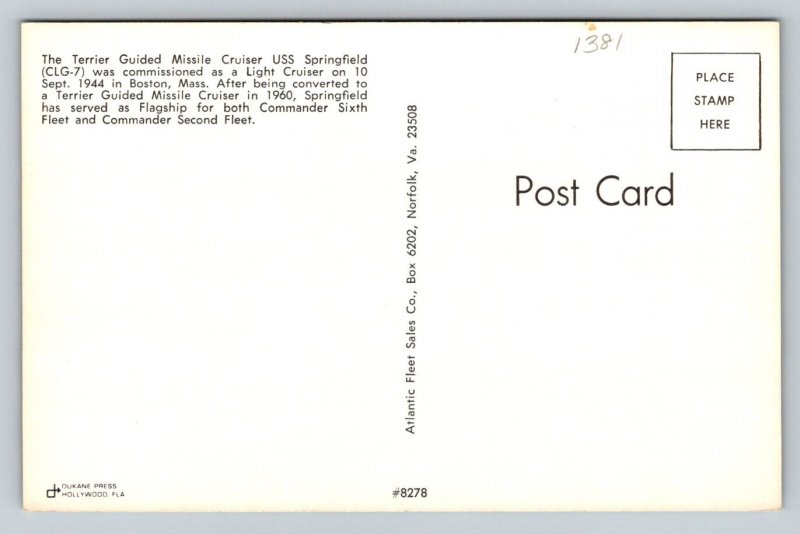 The Terrier Guided Missile Cruiser USS Springfield
(CLG-7) was commissioned as a Light Cruiser on 10
Sept. 1944 in Boston, Mass. After being converted to
a Terrier Guided Missile Cruiser in 1960, Springfield
has served as Flagship for both Commander Sixth
Fleet and Commander Second Fleet.
1381
PLACE
STAMP
HERE
Post Card
Atlantic Fleet Sales Co., Box 6202, Norfolk, Va. 23508
DUKANE PRESS
HOLLYWOOD, FLA
#8278